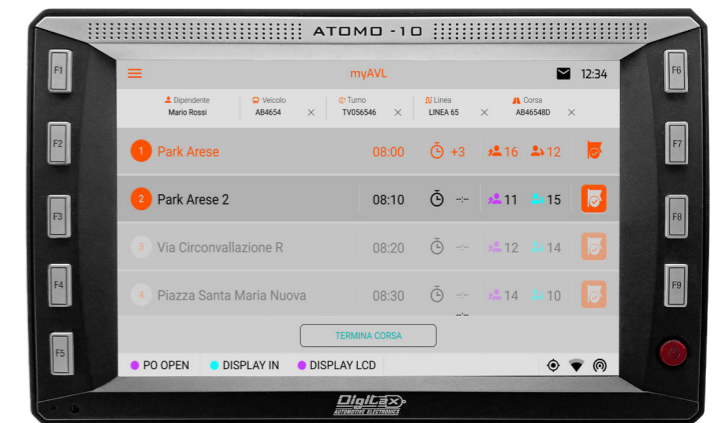 ATOMO - 10
F1
F2
F3
F4
F5
F6
F7
F8
F9
myAVL 12:34
Dipendente Veicolo Turno Linea Corsa
Mario Rossi AB4654 TV056546 LINEA 65 AB46548D
1 Park Arese 08:00 +3 16 12
2 Park Arese 2 08:10 --:-- 11 15
3 Via Circonvallazione R 08:20 --:-- 12 14
4 Piazza Santa Maria Nuova 08:30 --:-- 14 10
--:--
TERMINA CORSA
PO OPEN DISPLAY IN DISPLAY LCD
Digitax
AUTOMOTIVE ELECTRONICS